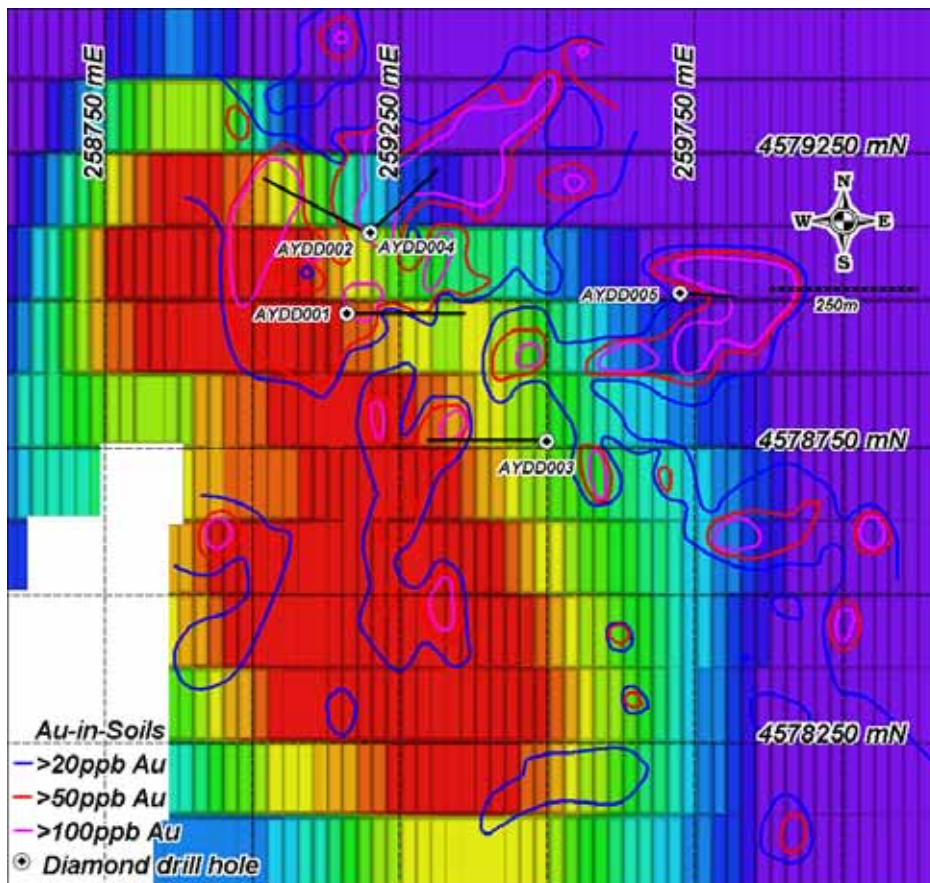 258750 mE
259250 mE
259750 mE
4579250 mN
N
W E
S
AYDD002
AYDD004
AYDD005
250m
AYDD001
4578750 mN
AYDD003
4578250 mN
Au-in-Soils
>20ppb Au
>50ppb Au
>100ppb Au
Diamond drill hole